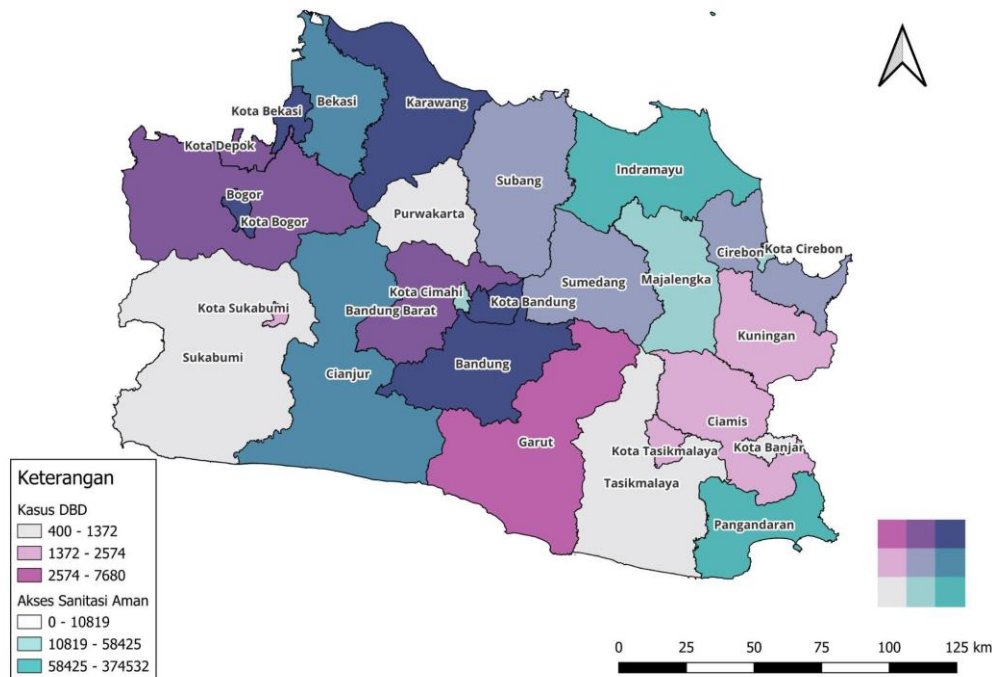 Kota Bekasi
Bekasi
Karawang
Kota Depok
Subang
Indramayu
Bogor
Kota Bogor
Purwakarta
Cirebon
Kota Cirebon
Sumedang
Majalengka
Kota Cimahi
Kota Bandung
Kota Sukabumi
Bandung Barat
Kuningan
Sukabumi
Cianjur
Bandung
Ciamis
Garut
Kota Tasikmalaya
Kota Banjar
Tasikmalaya
Pangandaran
Keterangan
Kasus DBD
400 - 1372
1372 - 2574
2574 - 7680
Akses Sanitasi Aman
0 - 10819
10819 - 58425
58425 - 374532
0 25 50 75 100 125 km